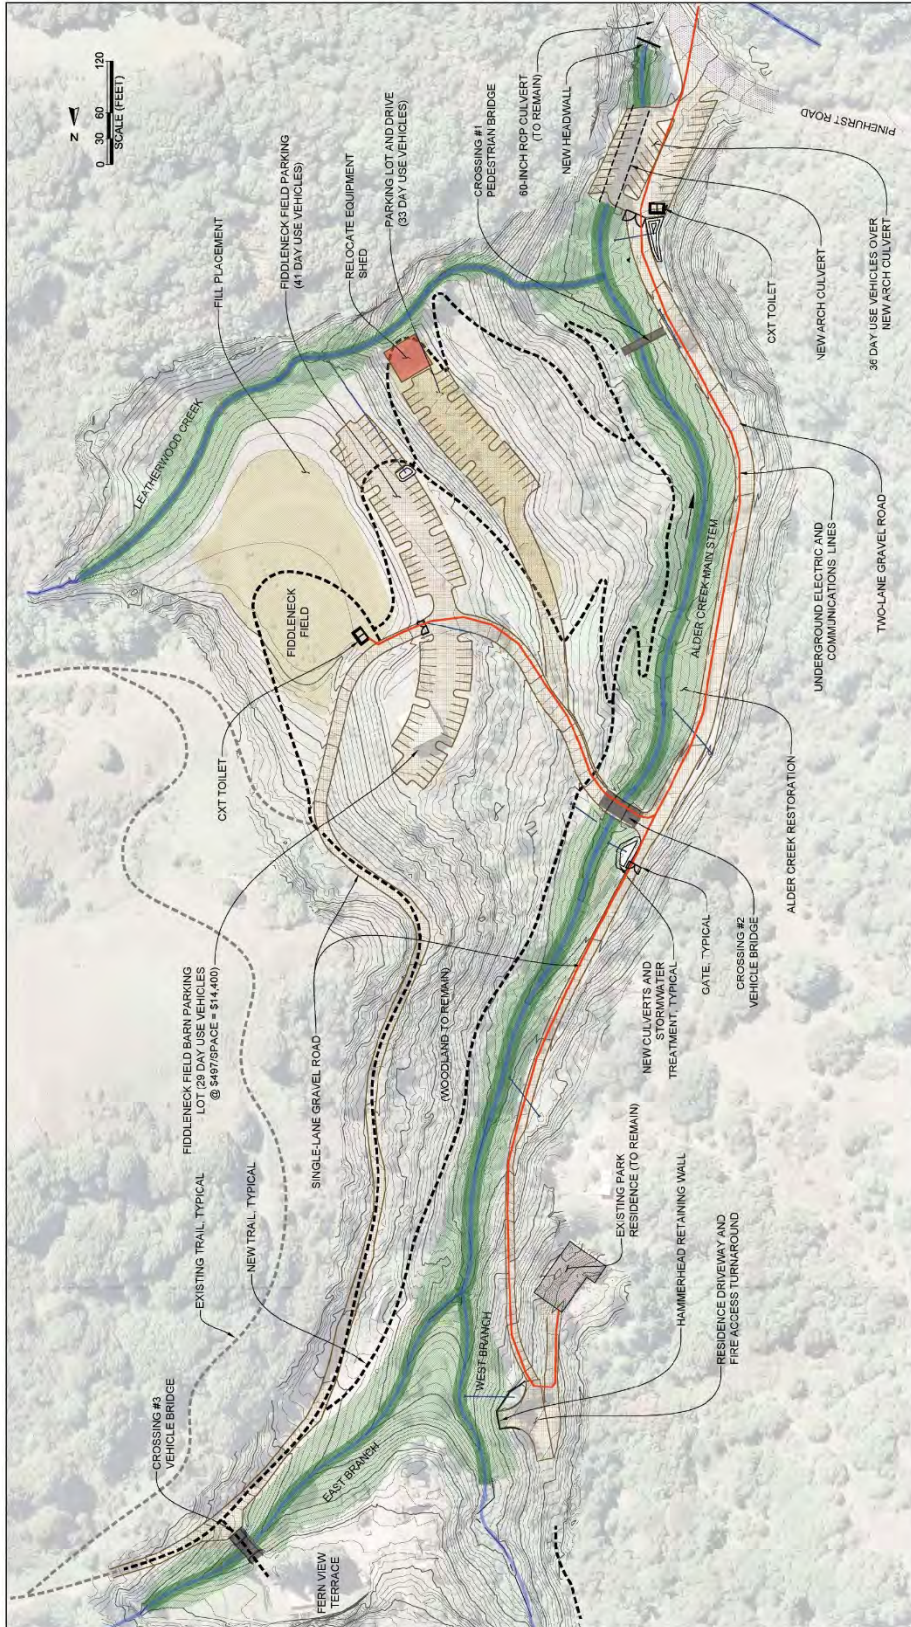 CROSSING #3
VEHICLE BRIDGE
EXISTING TRAIL, TYPICAL
NEW TRAIL, TYPICAL
FIDDLENECK FIELD BARN PARKING
LOT (29 DAY USE VEHICLES
@ $497/SPACE = $14,400)
SINGLE-LANE GRAVEL ROAD
CXT TOILET
LEATHERWOOD CREEK
FILL PLACEMENT
FIDDLENECK FIELD PARKING
(41 DAY USE VEHICLES)
RELOCATE EQUIPMENT
SHED
PARKING LOT AND DRIVE
(33 DAY USE VEHICLES)
N
0 30 60 120
SCALE (FEET)
CROSSING #1
PEDESTRIAN BRIDGE
60-INCH RCP CULVERT
(TO REMAIN)
NEW HEADWALL
FIDDLENECK
FIELD
FERN VIEW
TERRACE
EAST BRANCH
WEST BRANCH
(WOODLAND TO REMAIN)
ALDER CREEK MAIN STEM
PINEHURST ROAD
HAMMERHEAD RETAINING WALL
RESIDENCE DRIVEWAY AND
FIRE ACCESS TURNAROUND
EXISTING PARK
RESIDENCE (TO REMAIN)
NEW CULVERTS AND
STORMWATER
TREATMENT, TYPICAL
GATE, TYPICAL
CROSSING #2
VEHICLE BRIDGE
ALDER CREEK RESTORATION
UNDERGROUND ELECTRIC AND
COMMUNICATIONS LINES
TWO-LANE GRAVEL ROAD
CXT TOILET
NEW ARCH CULVERT
36 DAY USE VEHICLES OVER
NEW ARCH CULVERT